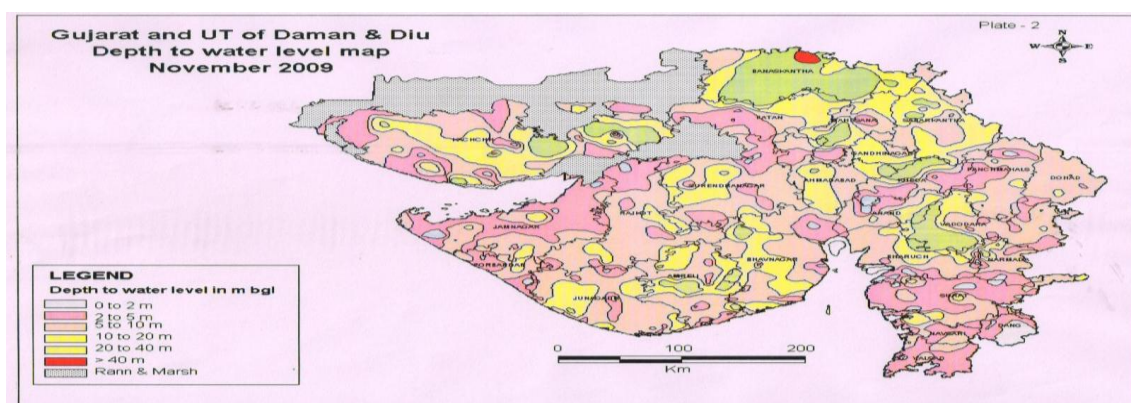 Gujarat and UT of Daman & Diu
Depth to water level map
November 2009
Plate - 2
N
W E
S
BANASKANTHA
PATAN
MAHESANA
SABARKANTHA
KACHCHH
GANDHINAGAR
PANCHMAHALS
DOHAD
SURENDRANAGAR
AHMADABAD
KHEDA
RAJKOT
ANAND
VADODARA
JAMNAGAR
BHARUCH
NARMADA
PORBANDAR
AMRELI
BHAVNAGAR
JUNAGADH
SURAT
DANG
NAVSARI
VALSAD
LEGEND
Depth to water level in m bgl
0 to 2 m
2 to 5 m
5 to 10 m
10 to 20 m
20 to 40 m
> 40 m
Rann & Marsh
0 100 200
Km